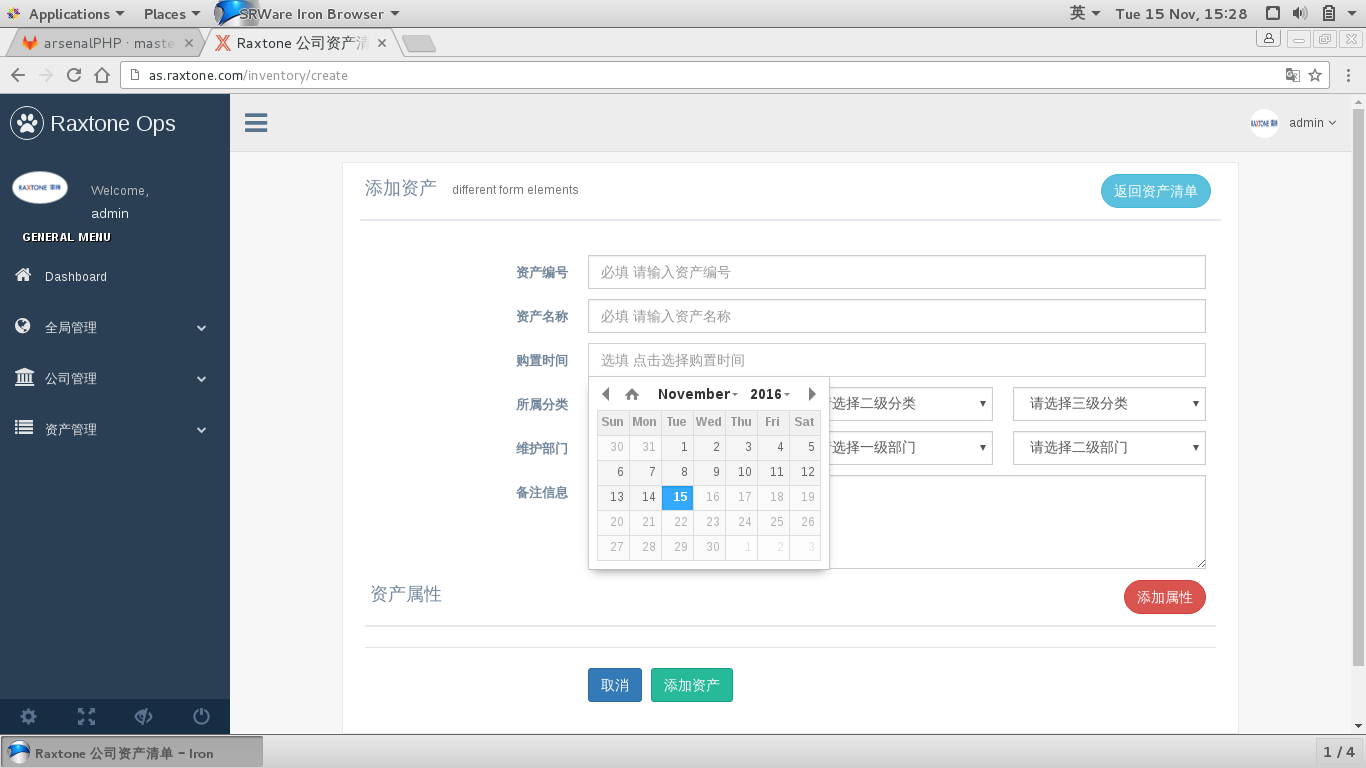 Applications Places SRWare Iron Browser 英 Tue 15 Nov, 15:28
arsenalPHP · maste Raxtone 公司资产清
as.raxtone.com/inventory/create
Raxtone Ops
admin
RAXTONE
Welcome,
admin
GENERAL MENU
Dashboard
全局管理
公司管理
资产管理
添加资产 different form elements 返回资产清单
资产编号 必填 请输入资产编号
资产名称 必填 请输入资产名称
购置时间 选填 点击选择购置时间
November 2016
Sun Mon Tue Wed Thu Fri Sat
30 31 1 2 3 4 5
6 7 8 9 10 11 12
13 14 15 16 17 18 19
20 21 22 23 24 25 26
27 28 29 30 1 2 3
所属分类 选择二级分类 请选择三级分类
维护部门 选择一级部门 请选择二级部门
备注信息
资产属性 添加属性
取消 添加资产
Raxtone 公司资产清单 - Iron 1 / 4